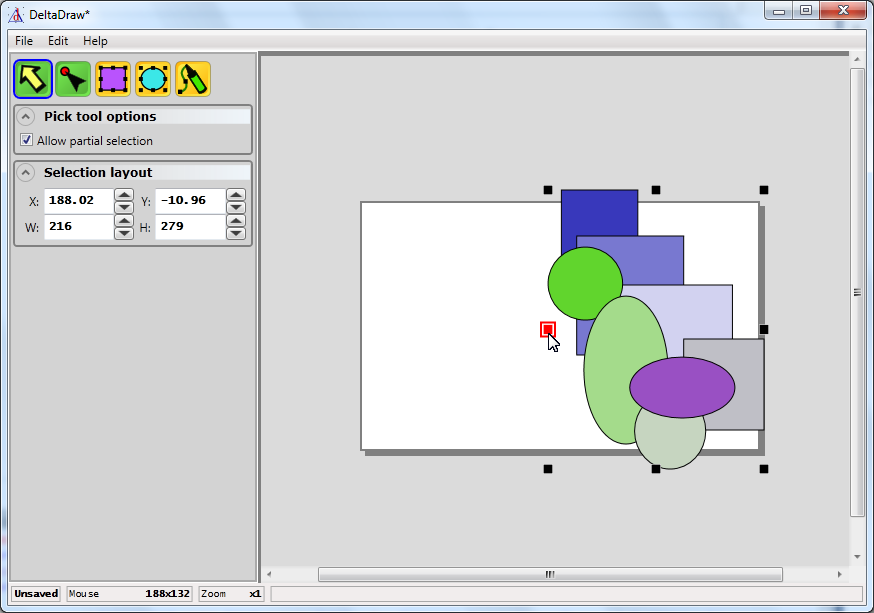 DeltaDraw*
File Edit Help
Pick tool options
Allow partial selection
Selection layout
X: 188.02 Y: -10.96
W: 216 H: 279
Unsaved Mouse 188x132 Zoom x1